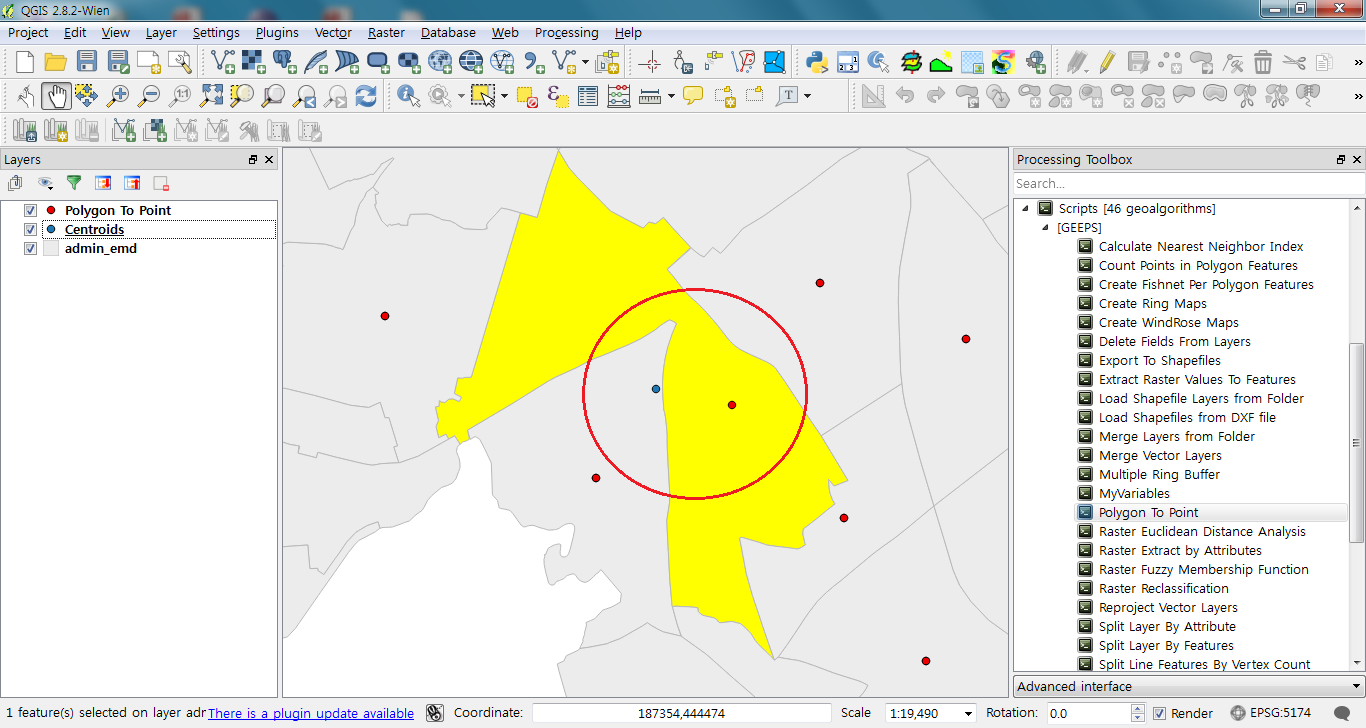 QGIS 2.8.2-Wien
Project Edit View Layer Settings Plugins Vector Raster Database Web Processing Help
Layers
Polygon To Point
Centroids
admin_emd
Processing Toolbox
Search...
Scripts [46 geoalgorithms]
[GEEPS]
Calculate Nearest Neighbor Index
Count Points in Polygon Features
Create Fishnet Per Polygon Features
Create Ring Maps
Create WindRose Maps
Delete Fields From Layers
Export To Shapefiles
Extract Raster Values To Features
Load Shapefile Layers from Folder
Load Shapefiles from DXF file
Merge Layers from Folder
Merge Vector Layers
Multiple Ring Buffer
MyVariables
Polygon To Point
Raster Euclidean Distance Analysis
Raster Extract by Attributes
Raster Fuzzy Membership Function
Raster Reclassification
Reproject Vector Layers
Split Layer By Attribute
Split Layer By Features
Split Line Features By Vertex Count
Advanced interface
1 feature(s) selected on layer adr There is a plugin update available Coordinate: 187354,444474 Scale 1:19,490 Rotation: 0.0 Render EPSG:5174